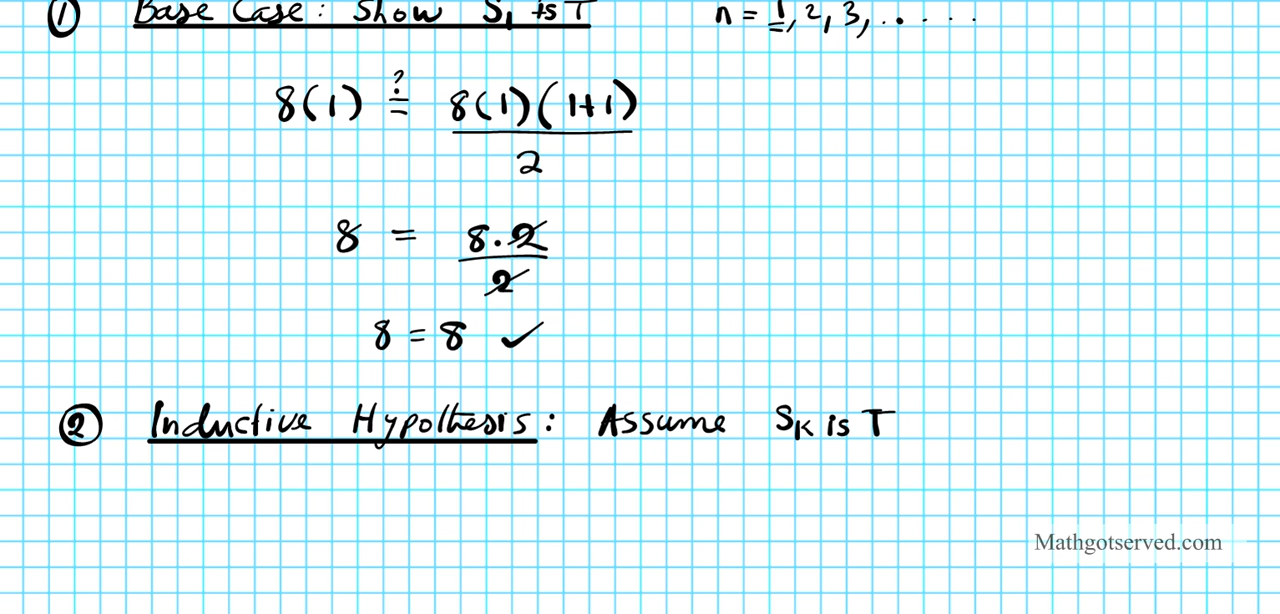 ① Base Case: Show S₁ is T n = 1, 2, 3, . . . . .
8(1) ≟ 8(1)(1+1)
2
8 = 8 · 2
2
8 = 8 ✓
② Inductive Hypothesis: Assume Sₖ is T
Mathgotserved.com